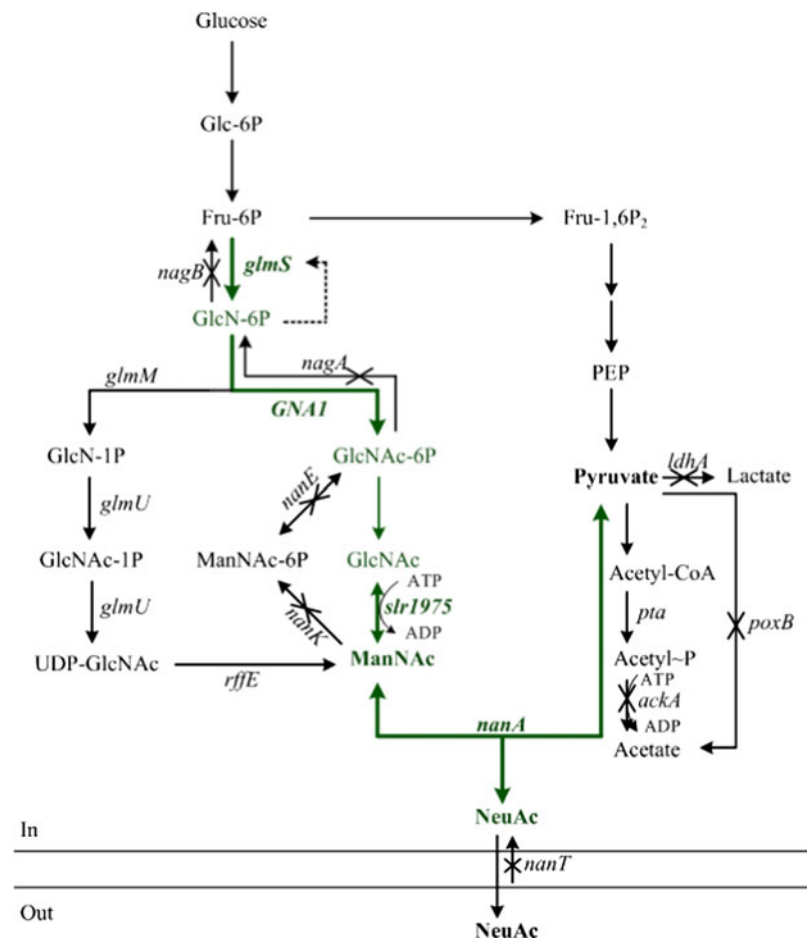 Glucose
Glc-6P
Fru-6P
Fru-1,6P₂
nagB
glmS
GlcN-6P
nagA
PEP
glmM
GNA1
GlcN-1P
GlcNAc-6P
ldhA
Pyruvate
Lactate
nanE
glmU
GlcNAc-1P
ManNAc-6P
GlcNAc
Acetyl-CoA
ATP
slr1975
pta
poxB
glmU
nanK
ADP
UDP-GlcNAc
ManNAc
Acetyl~P
rffE
ATP
ackA
nanA
ADP
Acetate
NeuAc
In
nanT
Out
NeuAc